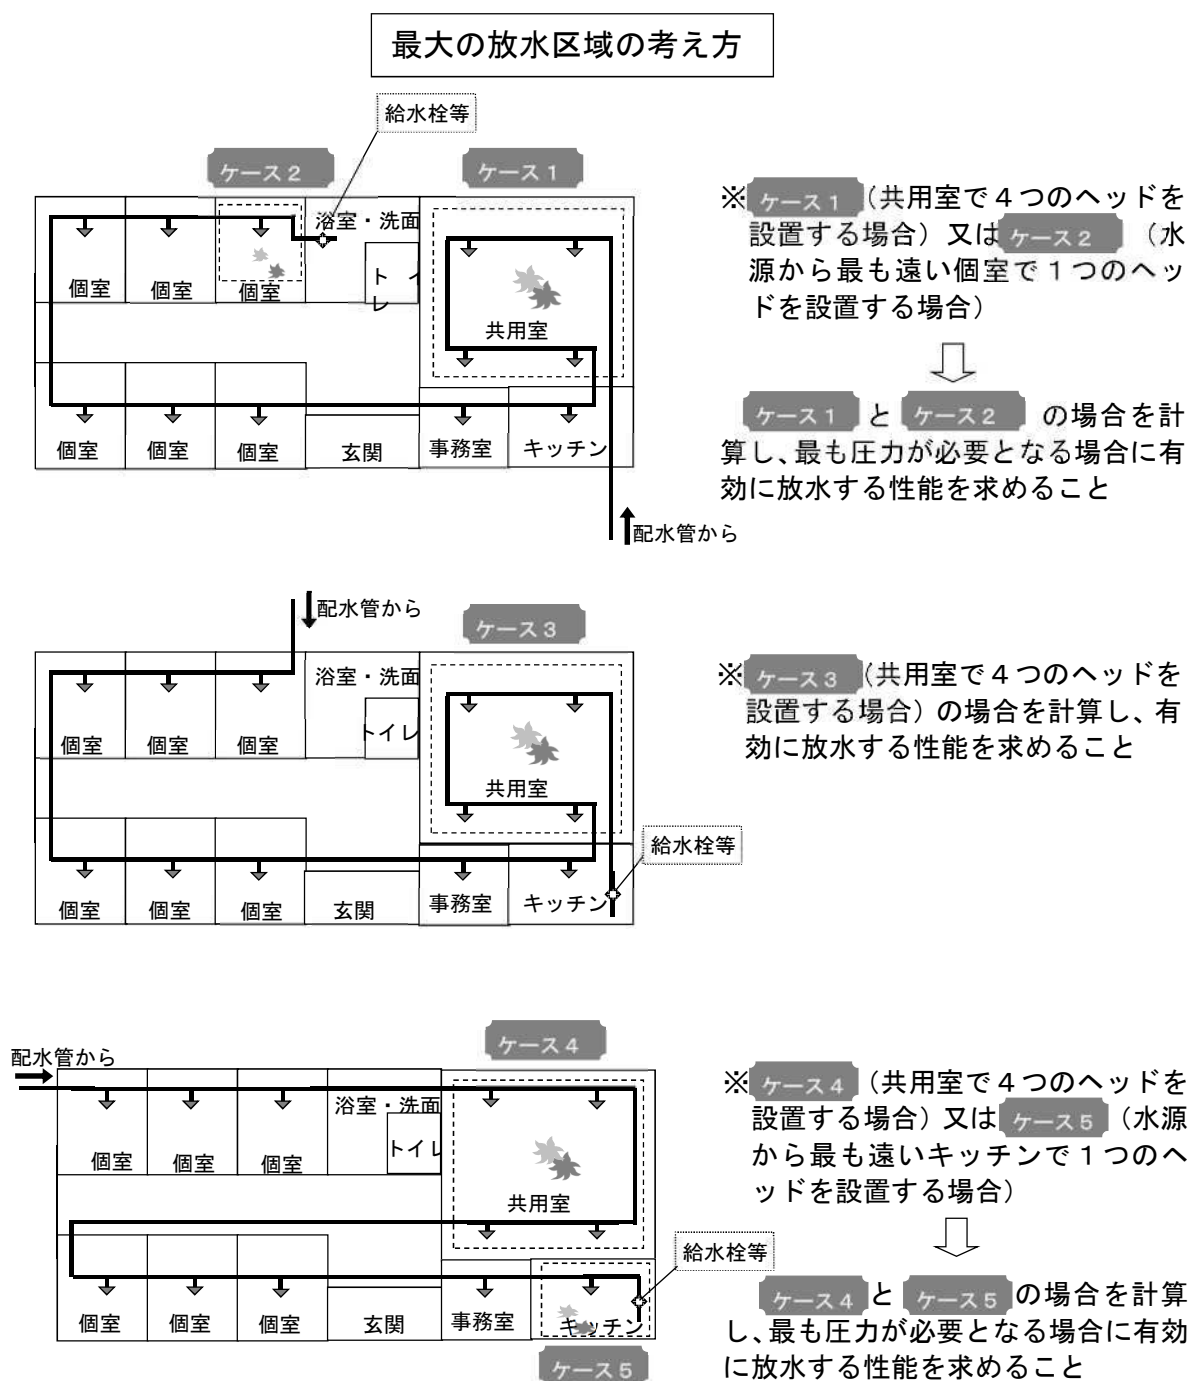 最大の放水区域の考え方
給水栓等
ケース2
ケース1
浴室・洗面
トイ
レ
個室
個室
個室
共用室
個室
個室
個室
玄関
事務室
キッチン
配水管から
※ケース1（共用室で４つのヘッドを
設置する場合）又はケース2（水
源から最も遠い個室で１つのヘッ
ドを設置する場合）
ケース1とケース2の場合を計
算し、最も圧力が必要となる場合に有
効に放水する性能を求めること
配水管から
ケース3
浴室・洗面
トイレ
個室
個室
個室
共用室
給水栓等
個室
個室
個室
玄関
事務室
キッチン
※ケース3（共用室で４つのヘッドを
設置する場合）の場合を計算し、有
効に放水する性能を求めること
配水管から
ケース4
浴室・洗面
トイレ
個室
個室
個室
共用室
給水栓等
個室
個室
個室
玄関
事務室
キッチン
ケース5
※ケース4（共用室で４つのヘッドを
設置する場合）又はケース5（水源
から最も遠いキッチンで１つのヘ
ッドを設置する場合）
ケース4とケース5の場合を計算
し、最も圧力が必要となる場合に有効
に放水する性能を求めること